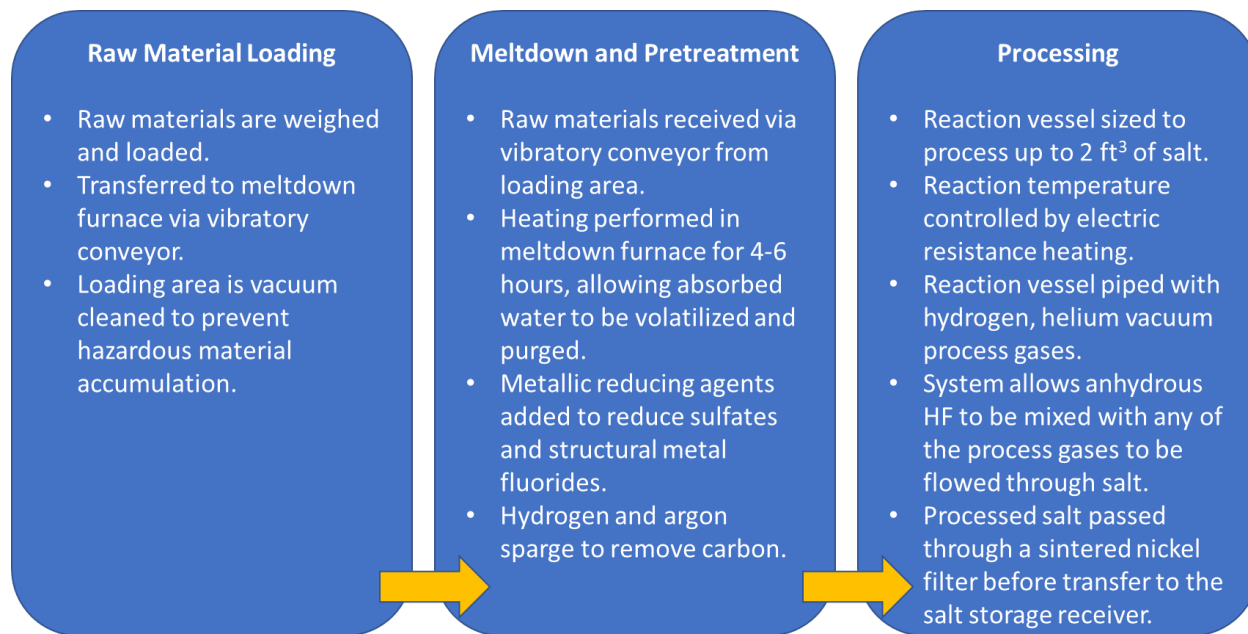 Raw Material Loading
• Raw materials are weighed
and loaded.
• Transferred to meltdown
furnace via vibratory
conveyor.
• Loading area is vacuum
cleaned to prevent
hazardous material
accumulation.
Meltdown and Pretreatment
• Raw materials received via
vibratory conveyor from
loading area.
• Heating performed in
meltdown furnace for 4-6
hours, allowing absorbed
water to be volatilized and
purged.
• Metallic reducing agents
added to reduce sulfates
and structural metal
fluorides.
• Hydrogen and argon
sparge to remove carbon.
Processing
• Reaction vessel sized to
process up to 2 ft³ of salt.
• Reaction temperature
controlled by electric
resistance heating.
• Reaction vessel piped with
hydrogen, helium vacuum
process gases.
• System allows anhydrous
HF to be mixed with any of
the process gases to be
flowed through salt.
• Processed salt passed
through a sintered nickel
filter before transfer to the
salt storage receiver.